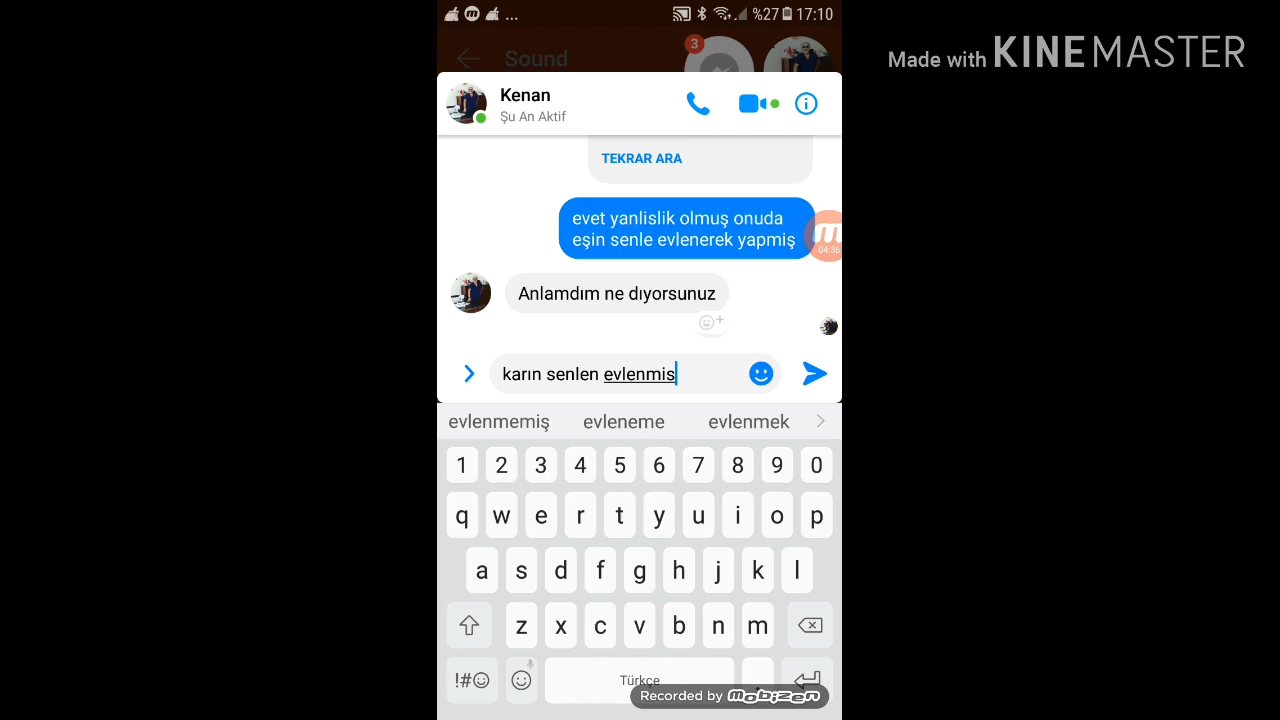 ... %27 17:10
Made with KINEMASTER
Sound
3
Kenan
Şu An Aktif
TEKRAR ARA
evet yanlislik olmuş onuda
eşin senle evlenerek yapmiş
04:36
Anlamdım ne dıyorsunuz
karın senlen evlenmis
evlenmemiş evleneme evlenmek
1 2 3 4 5 6 7 8 9 0
q w e r t y u i o p
a s d f g h j k l
z x c v b n m
!#☺ Türkçe
Recorded by mobizen